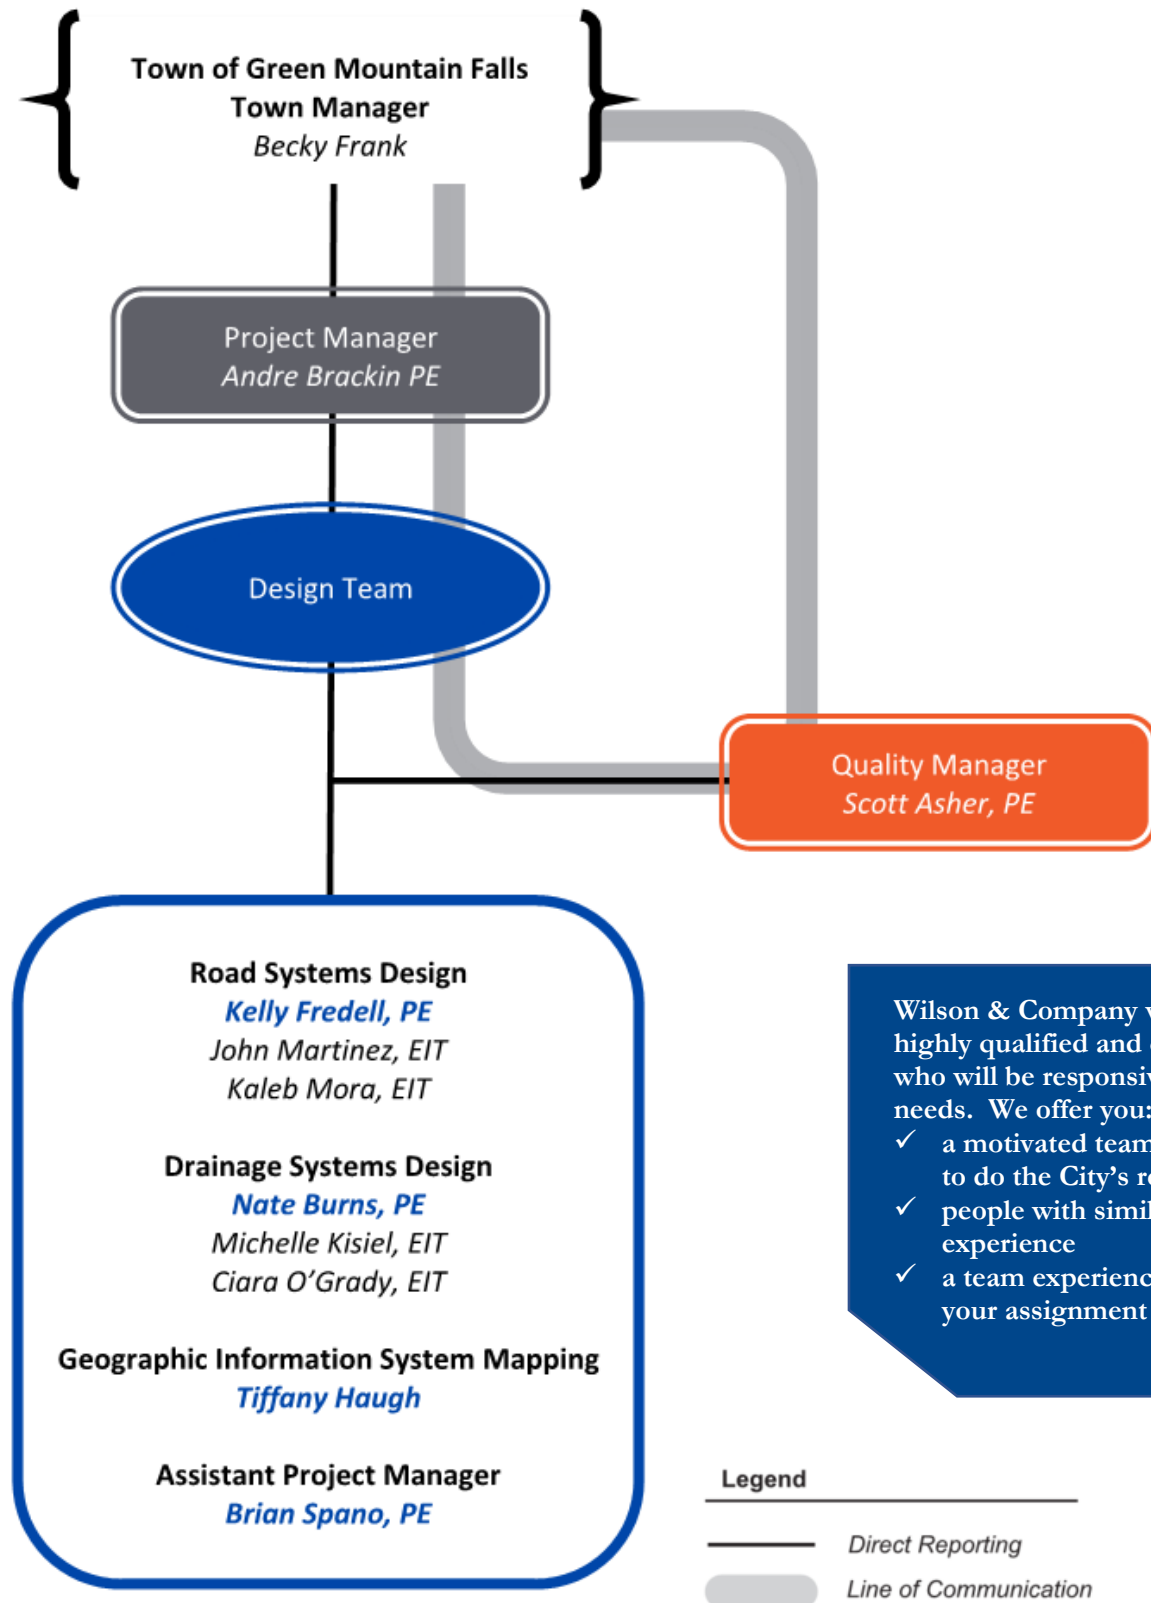 Town of Green Mountain Falls
Town Manager
Becky Frank
Project Manager
Andre Brackin PE
Design Team
Quality Manager
Scott Asher, PE
Road Systems Design
Kelly Fredell, PE
John Martinez, EIT
Kaleb Mora, EIT
Drainage Systems Design
Nate Burns, PE
Michelle Kisiel, EIT
Ciara O'Grady, EIT
Geographic Information System Mapping
Tiffany Haugh
Assistant Project Manager
Brian Spano, PE
Wilson & Company
highly qualified and
who will be
needs. We offer you:
✓ a motivated team
to do the City's
✓ people with
experience
✓ a team
your assignment
Legend
Direct Reporting
Line of Communication